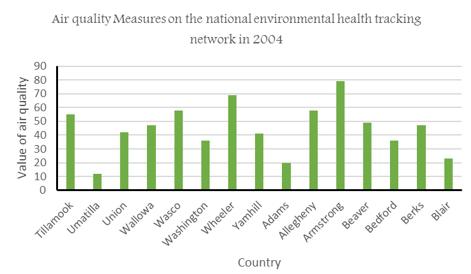 Air quality Measures on the national environmental health tracking
network in 2004
Value of air quality
90
80
70
60
50
40
30
20
10
0
Tillamook
Umatilla
Union
Wallowa
Wasco
Washington
Wheeler
Yamhill
Adams
Allegheny
Armstrong
Beaver
Bedford
Berks
Blair
Country